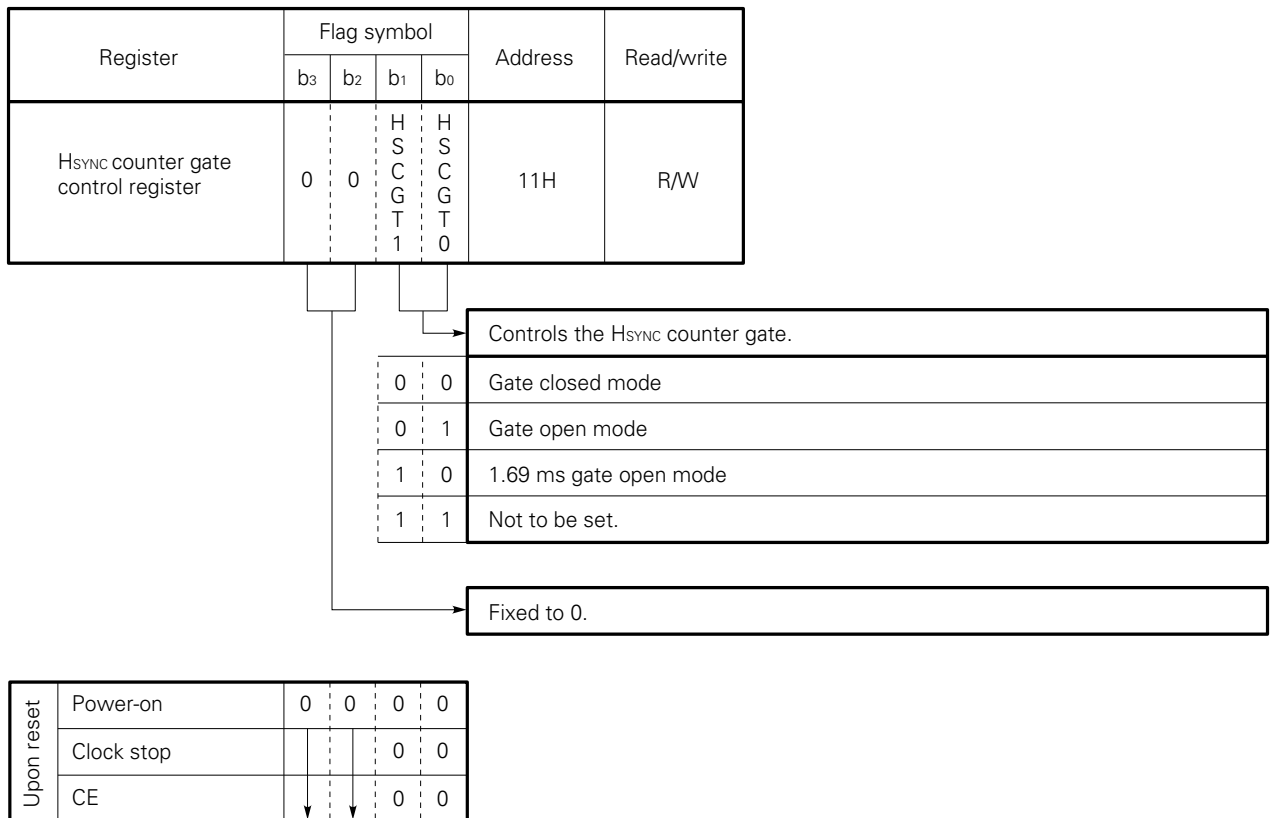 Register Flag symbol Address Read/write
b3 b2 b1 b0
HSYNC counter gate
control register
0 0 HSCGT1 HSCGT0 11H R/W
Controls the HSYNC counter gate.
0 0 Gate closed mode
0 1 Gate open mode
1 0 1.69 ms gate open mode
1 1 Not to be set.
Fixed to 0.
Upon reset
Power-on 0 0 0 0
Clock stop 0 0
CE 0 0